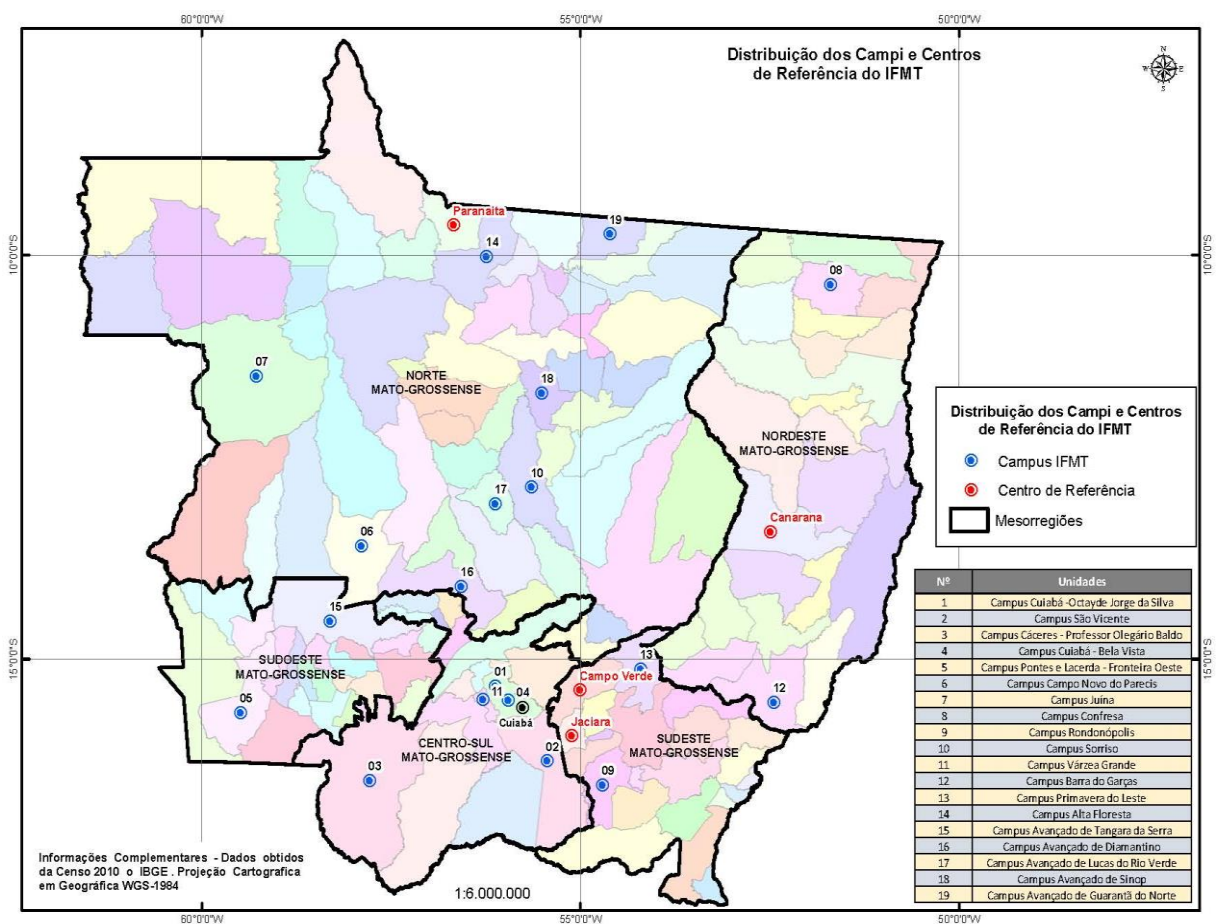 60°0'0"W
55°0'0"W
50°0'0"W
Distribuição dos Campi e Centros
de Referência do IFMT
N
W
E
S
10°0'0"S
10°0'0"S
Paranaita
19
14
08
07
NORTE
MATO-GROSSENSE
18
NORDESTE
MATO-GROSSENSE
10
17
Canarana
06
16
15
15°0'0"S
15°0'0"S
SUDOESTE
MATO-GROSSENSE
13
01
Campo Verde
11
04
12
05
Cuiabá
Jaciara
CENTRO-SUL
MATO-GROSSENSE
SUDESTE
MATO-GROSSENSE
02
03
09
Distribuição dos Campi e Centros
de Referência do IFMT
Campus IFMT
Centro de Referência
Mesorregiões
Nº Unidades
1 Campus Cuiabá -Octayde Jorge da Silva
2 Campus São Vicente
3 Campus Cáceres - Professor Olegário Baldo
4 Campus Cuiabá - Bela Vista
5 Campus Pontes e Lacerda - Fronteira Oeste
6 Campus Campo Novo do Parecis
7 Campus Juína
8 Campus Confresa
9 Campus Rondonópolis
10 Campus Sorriso
11 Campus Várzea Grande
12 Campus Barra do Garças
13 Campus Primavera do Leste
14 Campus Alta Floresta
15 Campus Avançado de Tangara da Serra
16 Campus Avançado de Diamantino
17 Campus Avançado de Lucas do Rio Verde
18 Campus Avançado de Sinop
19 Campus Avançado de Guarantã do Norte
Informações Complementares - Dados obtidos
da Censo 2010 o IBGE . Projeção Cartografica
em Geográfica WGS-1984
1:6.000.000
60°0'0"W
55°0'0"W
50°0'0"W